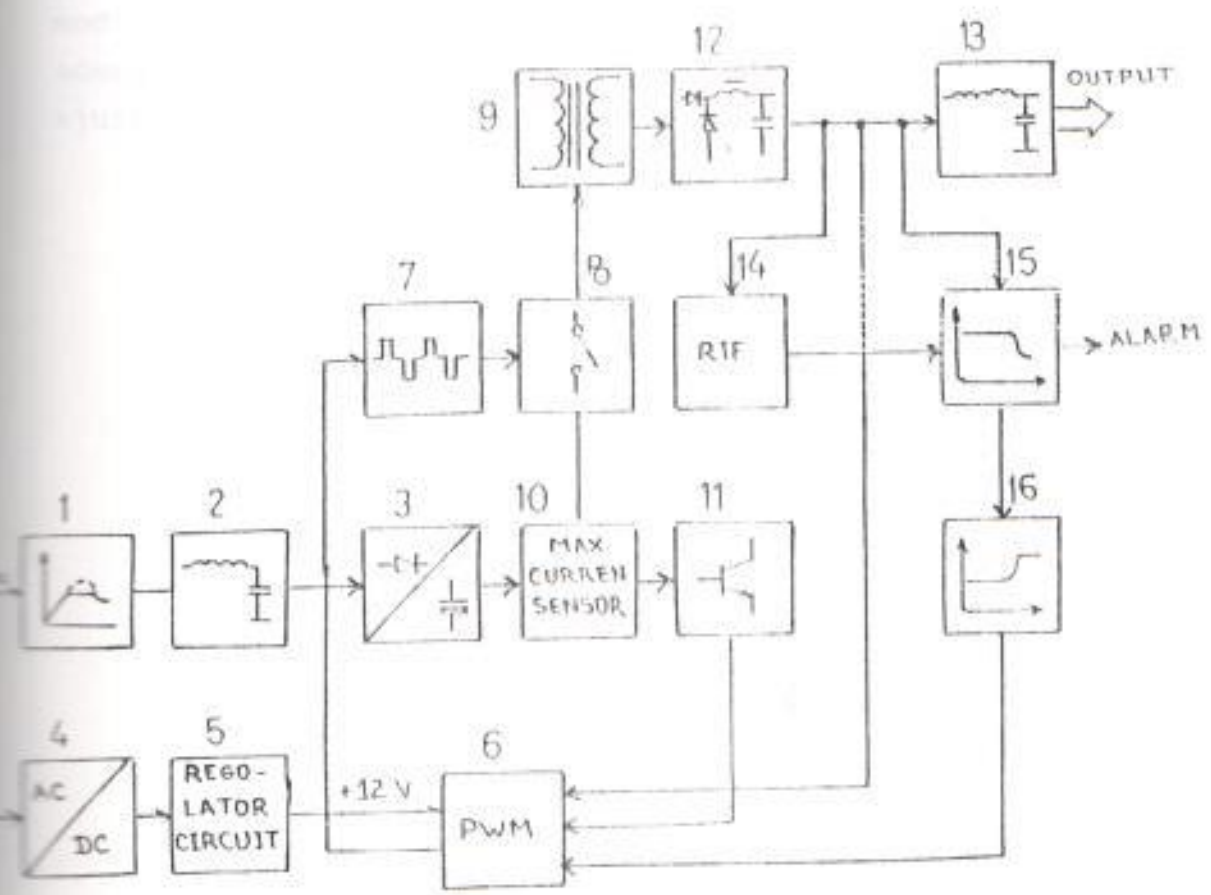 12
13
OUTPUT
9
7
8
14
15
RIF
ALARM
1
2
3
10
11
16
MAX
CURREN
SENSOR
4
5
6
AC
DC
REGO-
LATOR
CIRCUIT
+12 V
PWM